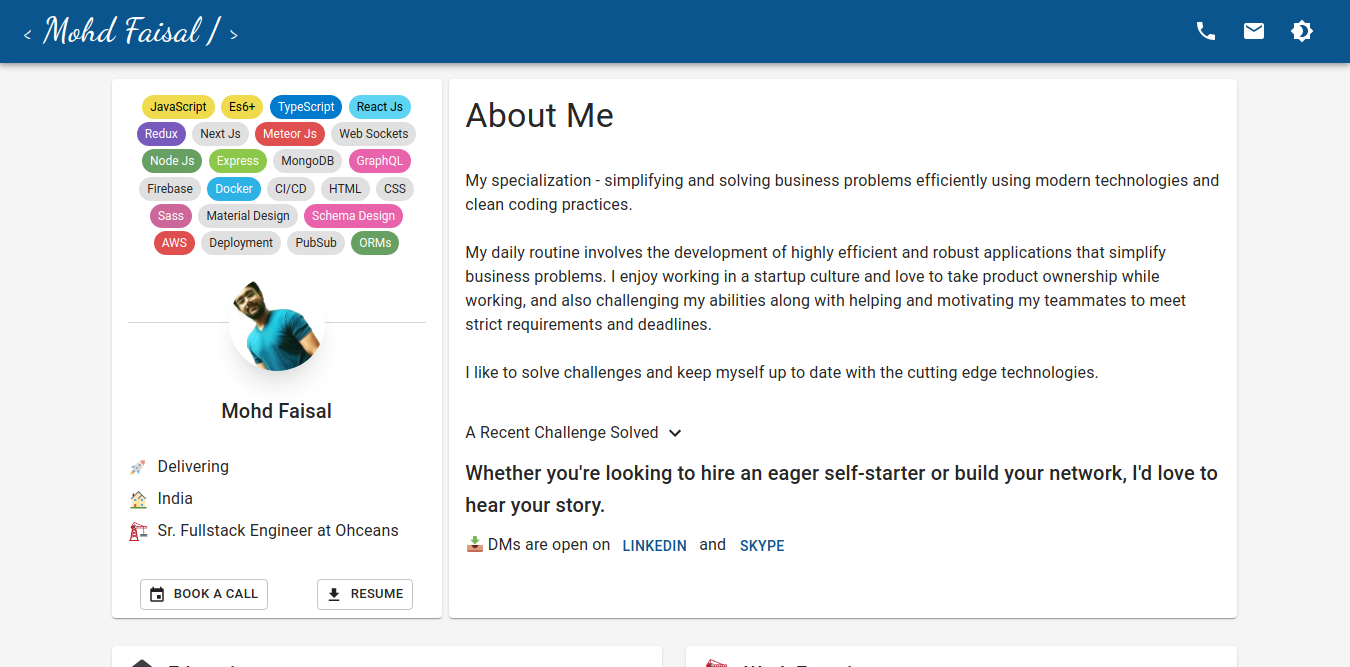 < Mohd Faisal / >
JavaScript Es6+ TypeScript React Js
Redux Next Js Meteor Js Web Sockets
Node Js Express MongoDB GraphQL
Firebase Docker CI/CD HTML CSS
Sass Material Design Schema Design
AWS Deployment PubSub ORMs
Mohd Faisal
Delivering
India
Sr. Fullstack Engineer at Ohceans
BOOK A CALL RESUME
About Me
My specialization - simplifying and solving business problems efficiently using modern technologies and
clean coding practices.
My daily routine involves the development of highly efficient and robust applications that simplify
business problems. I enjoy working in a startup culture and love to take product ownership while
working, and also challenging my abilities along with helping and motivating my teammates to meet
strict requirements and deadlines.
I like to solve challenges and keep myself up to date with the cutting edge technologies.
A Recent Challenge Solved
Whether you're looking to hire an eager self-starter or build your network, I'd love to
hear your story.
DMs are open on LINKEDIN and SKYPE